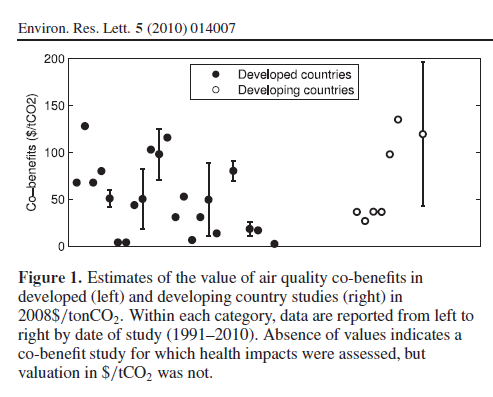 Environ. Res. Lett. 5 (2010) 014007
200
150
100
50
0
Co-benefits ($/tCO2)
Developed countries
Developing countries
Figure 1. Estimates of the value of air quality co-benefits in
developed (left) and developing country studies (right) in
2008$/tonCO₂. Within each category, data are reported from left to
right by date of study (1991–2010). Absence of values indicates a
co-benefit study for which health impacts were assessed, but
valuation in $/tCO₂ was not.